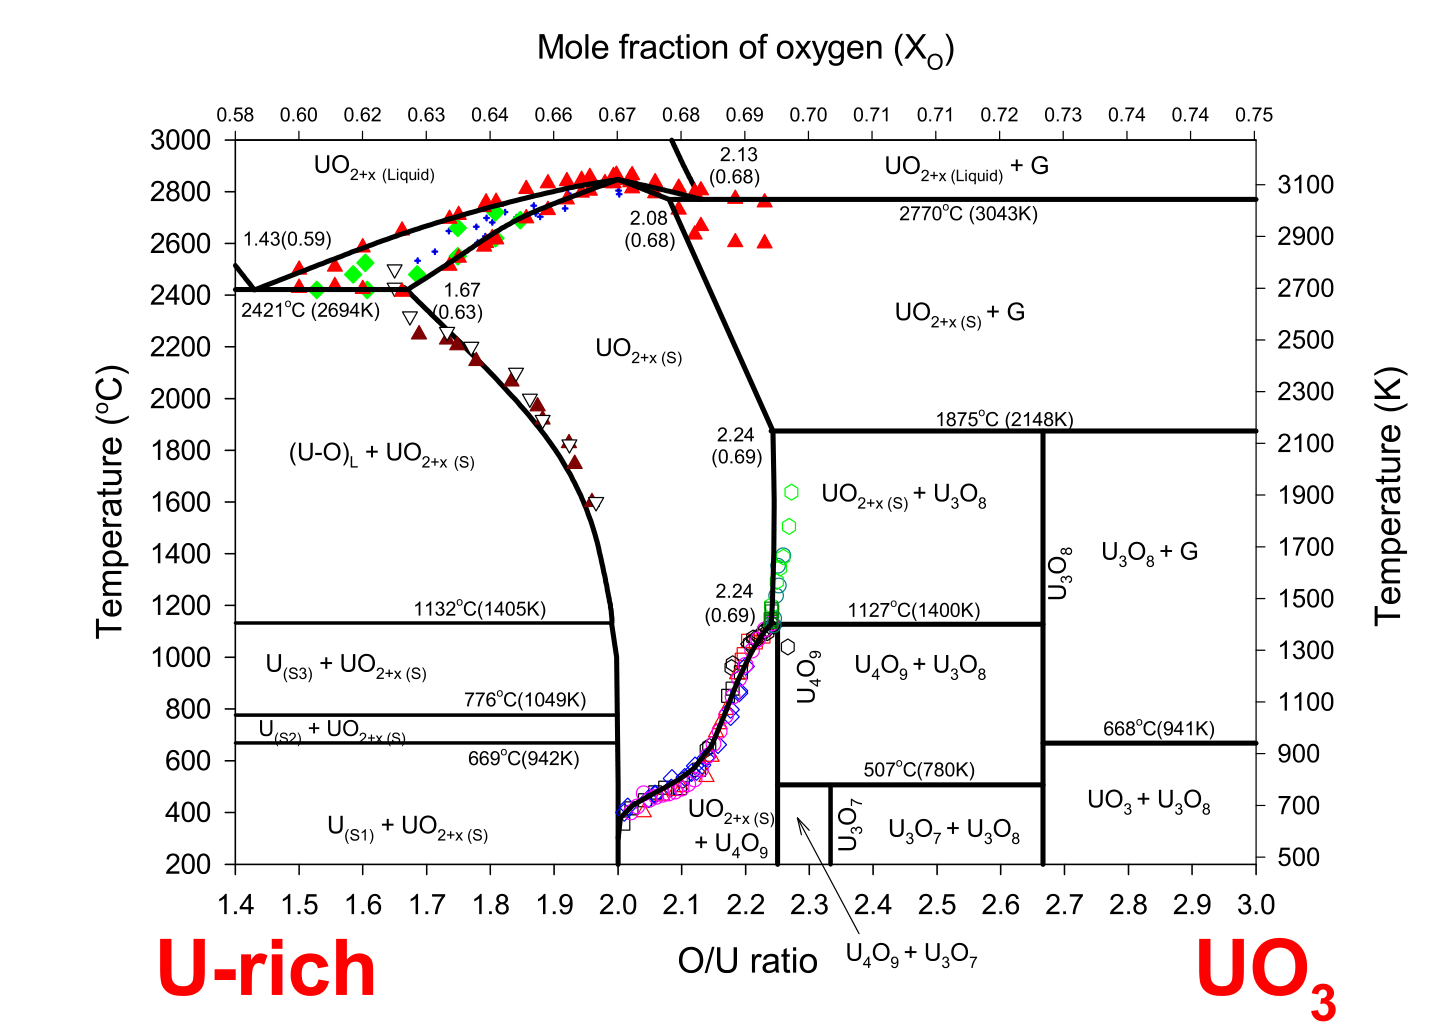 Mole fraction of oxygen (XO)
0.58 0.60 0.62 0.63 0.64 0.66 0.67 0.68 0.69 0.70 0.71 0.71 0.72 0.73 0.74 0.74 0.75
3000
2800
2600
2400
2200
2000
1800
1600
1400
1200
1000
800
600
400
200
Temperature (ºC)
3100
2900
2700
2500
2300
2100
1900
1700
1500
1300
1100
900
700
500
Temperature (K)
UO2+x (Liquid)
2.13
(0.68)
UO2+x (Liquid) + G
2770°C (3043K)
2.08
(0.68)
1.43(0.59)
2421°C (2694K)
1.67
(0.63)
UO2+x (S)
UO2+x (S) + G
1875°C (2148K)
2.24
(0.69)
(U-O)L + UO2+x (S)
UO2+x (S) + U3O8
U3O8
U3O8 + G
2.24
(0.69)
1132°C(1405K)
1127°C(1400K)
U(S3) + UO2+x (S)
U4O9
U4O9 + U3O8
776°C(1049K)
U(S2) + UO2+x (S)
668°C(941K)
669°C(942K)
507°C(780K)
U(S1) + UO2+x (S)
UO2+x (S)
+ U4O9
U3O7
U3O7 + U3O8
UO3 + U3O8
1.4 1.5 1.6 1.7 1.8 1.9 2.0 2.1 2.2 2.3 2.4 2.5 2.6 2.7 2.8 2.9 3.0
U-rich
O/U ratio
U4O9 + U3O7
UO3